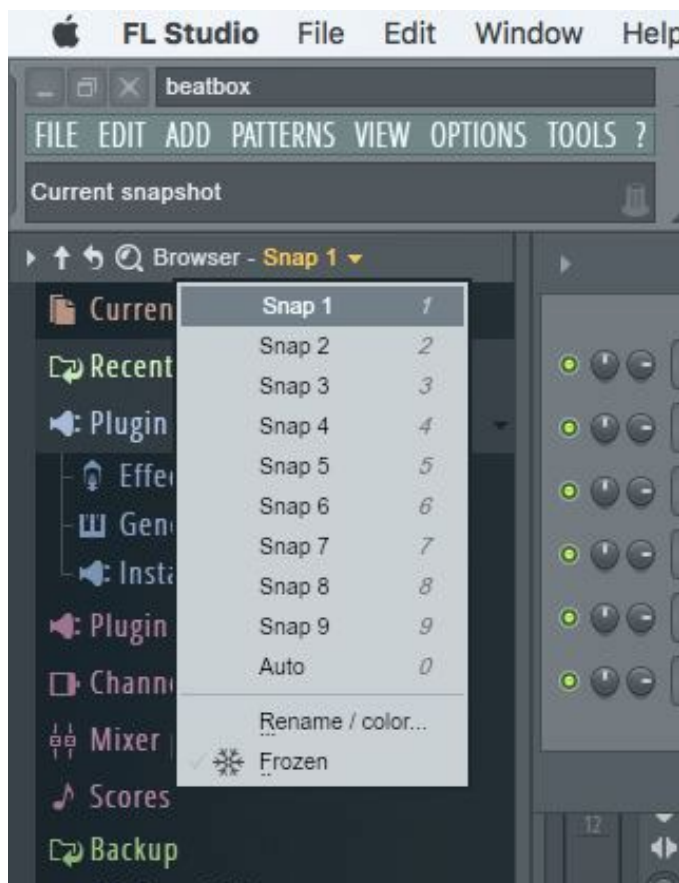 FL Studio File Edit Window Help
beatbox
FILE EDIT ADD PATTERNS VIEW OPTIONS TOOLS ?
Current snapshot
Browser - Snap 1
Curren
Snap 1 1
Recent
Snap 2 2
Snap 3 3
Plugin
Snap 4 4
Effe
Snap 5 5
Gen
Snap 6 6
Insta
Snap 7 7
Snap 8 8
Plugin
Snap 9 9
Chann
Auto 0
Mixer
Rename / color...
Frozen
Scores
12
Backup